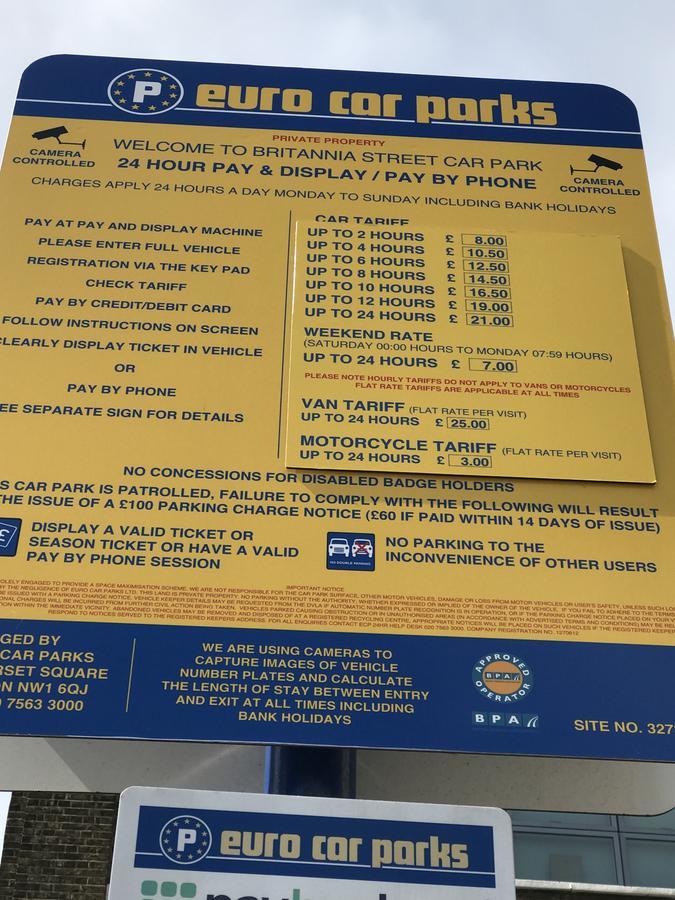 P euro car parks
PRIVATE PROPERTY
CAMERA CONTROLLED
WELCOME TO BRITANNIA STREET CAR PARK
24 HOUR PAY & DISPLAY / PAY BY PHONE
CAMERA CONTROLLED
CHARGES APPLY 24 HOURS A DAY MONDAY TO SUNDAY INCLUDING BANK HOLIDAYS
PAY AT PAY AND DISPLAY MACHINE
PLEASE ENTER FULL VEHICLE
REGISTRATION VIA THE KEY PAD
CHECK TARIFF
PAY BY CREDIT/DEBIT CARD
FOLLOW INSTRUCTIONS ON SCREEN
CLEARLY DISPLAY TICKET IN VEHICLE
OR
PAY BY PHONE
EE SEPARATE SIGN FOR DETAILS
CAR TARIFF
UP TO 2 HOURS £ 8.00
UP TO 4 HOURS £ 10.50
UP TO 6 HOURS £ 12.50
UP TO 8 HOURS £ 14.50
UP TO 10 HOURS £ 16.50
UP TO 12 HOURS £ 19.00
UP TO 24 HOURS £ 21.00
WEEKEND RATE
(SATURDAY 00:00 HOURS TO MONDAY 07:59 HOURS)
UP TO 24 HOURS £ 7.00
PLEASE NOTE HOURLY TARIFFS DO NOT APPLY TO VANS OR MOTORCYCLES
FLAT RATE TARIFFS ARE APPLICABLE AT ALL TIMES
VAN TARIFF (FLAT RATE PER VISIT)
UP TO 24 HOURS £ 25.00
MOTORCYCLE TARIFF (FLAT RATE PER VISIT)
UP TO 24 HOURS £ 3.00
NO CONCESSIONS FOR DISABLED BADGE HOLDERS
S CAR PARK IS PATROLLED, FAILURE TO COMPLY WITH THE FOLLOWING WILL RESULT
THE ISSUE OF A £100 PARKING CHARGE NOTICE (£60 IF PAID WITHIN 14 DAYS OF ISSUE)
£
DISPLAY A VALID TICKET OR
SEASON TICKET OR HAVE A VALID
PAY BY PHONE SESSION
NO DOUBLE PARKING
NO PARKING TO THE
INCONVENIENCE OF OTHER USERS
IMPORTANT NOTICE
GED BY
CAR PARKS
RSET SQUARE
ON NW1 6QJ
7563 3000
WE ARE USING CAMERAS TO
CAPTURE IMAGES OF VEHICLE
NUMBER PLATES AND CALCULATE
THE LENGTH OF STAY BETWEEN ENTRY
AND EXIT AT ALL TIMES INCLUDING
BANK HOLIDAYS
APPROVED
BPA
OPERATOR
BPA
SITE NO. 327
P euro car parks